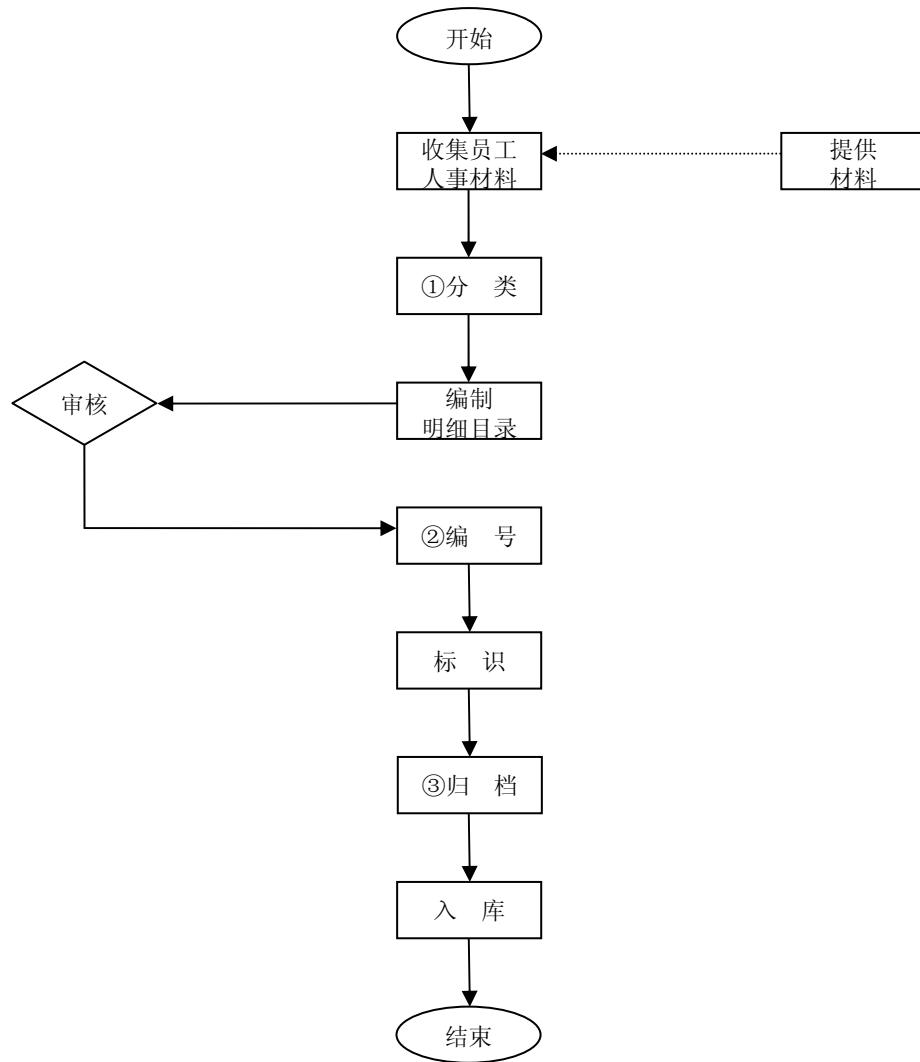 开始
收集员工
人事材料
提供
材料
①分 类
编制
明细目录
审核
②编 号
标 识
③归 档
入 库
结束